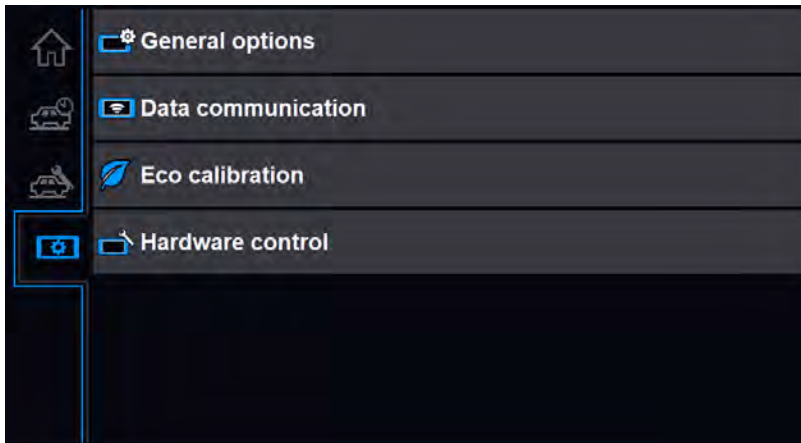 General options
Data communication
Eco calibration
Hardware control